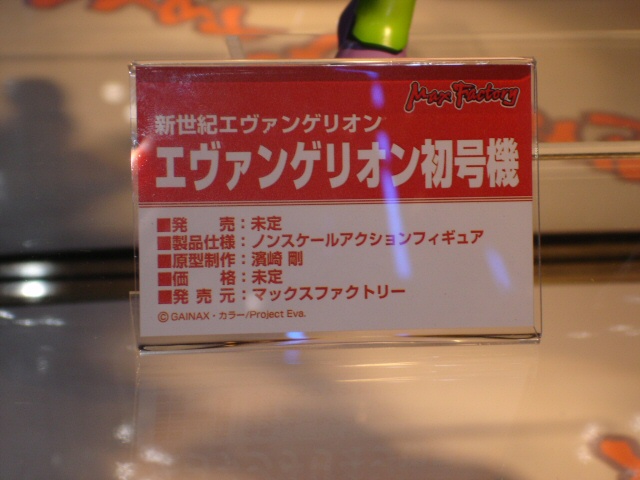 Max Factory
新世紀エヴァンゲリオン
エヴァンゲリオン初号機
■発　　売：未定
■製品仕様：ノンスケールアクションフィギュア
■原型制作：濱崎 剛
■価　　格：未定
■発 売 元：マックスファクトリー
©GAINAX・カラー/Project Eva.